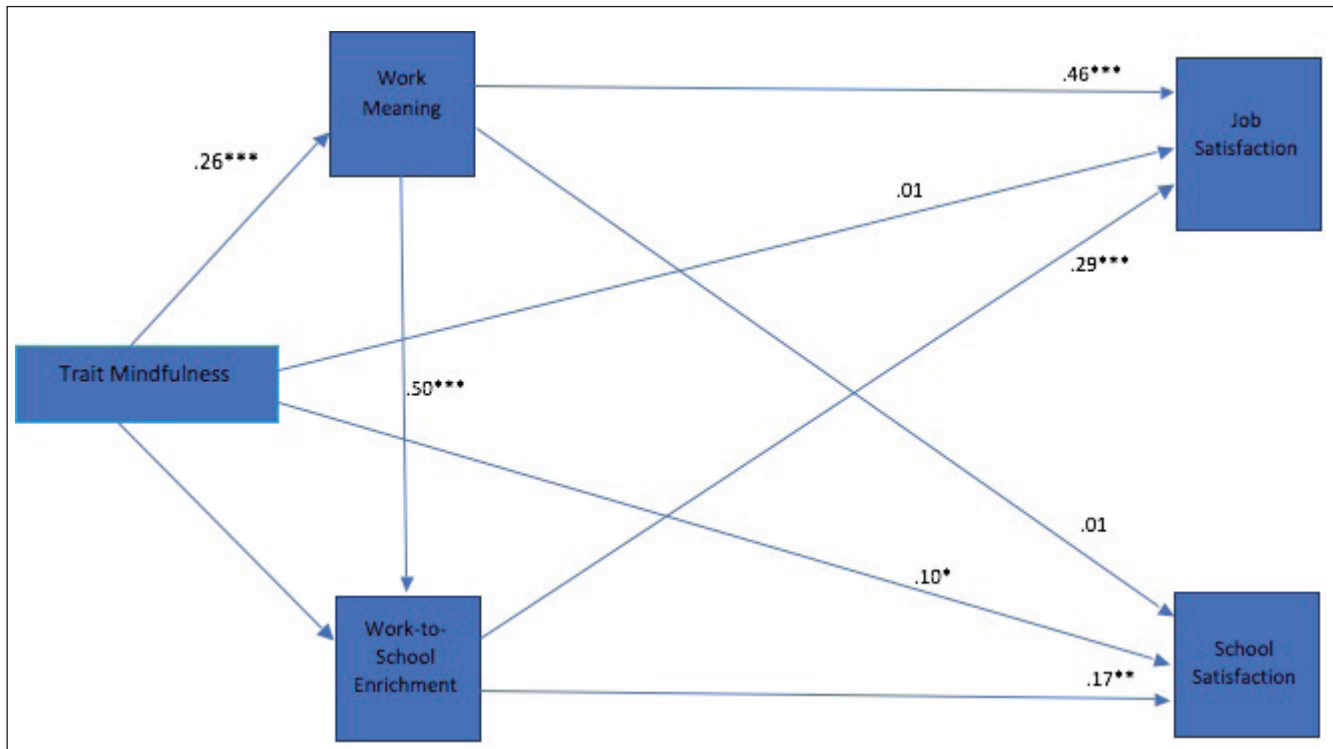 Work
Meaning
.46***
Job
Satisfaction
.26***
.01
.29***
Trait Mindfulness
.50***
.01
.10*
Work-to-
School
Enrichment
School
Satisfaction
.17**